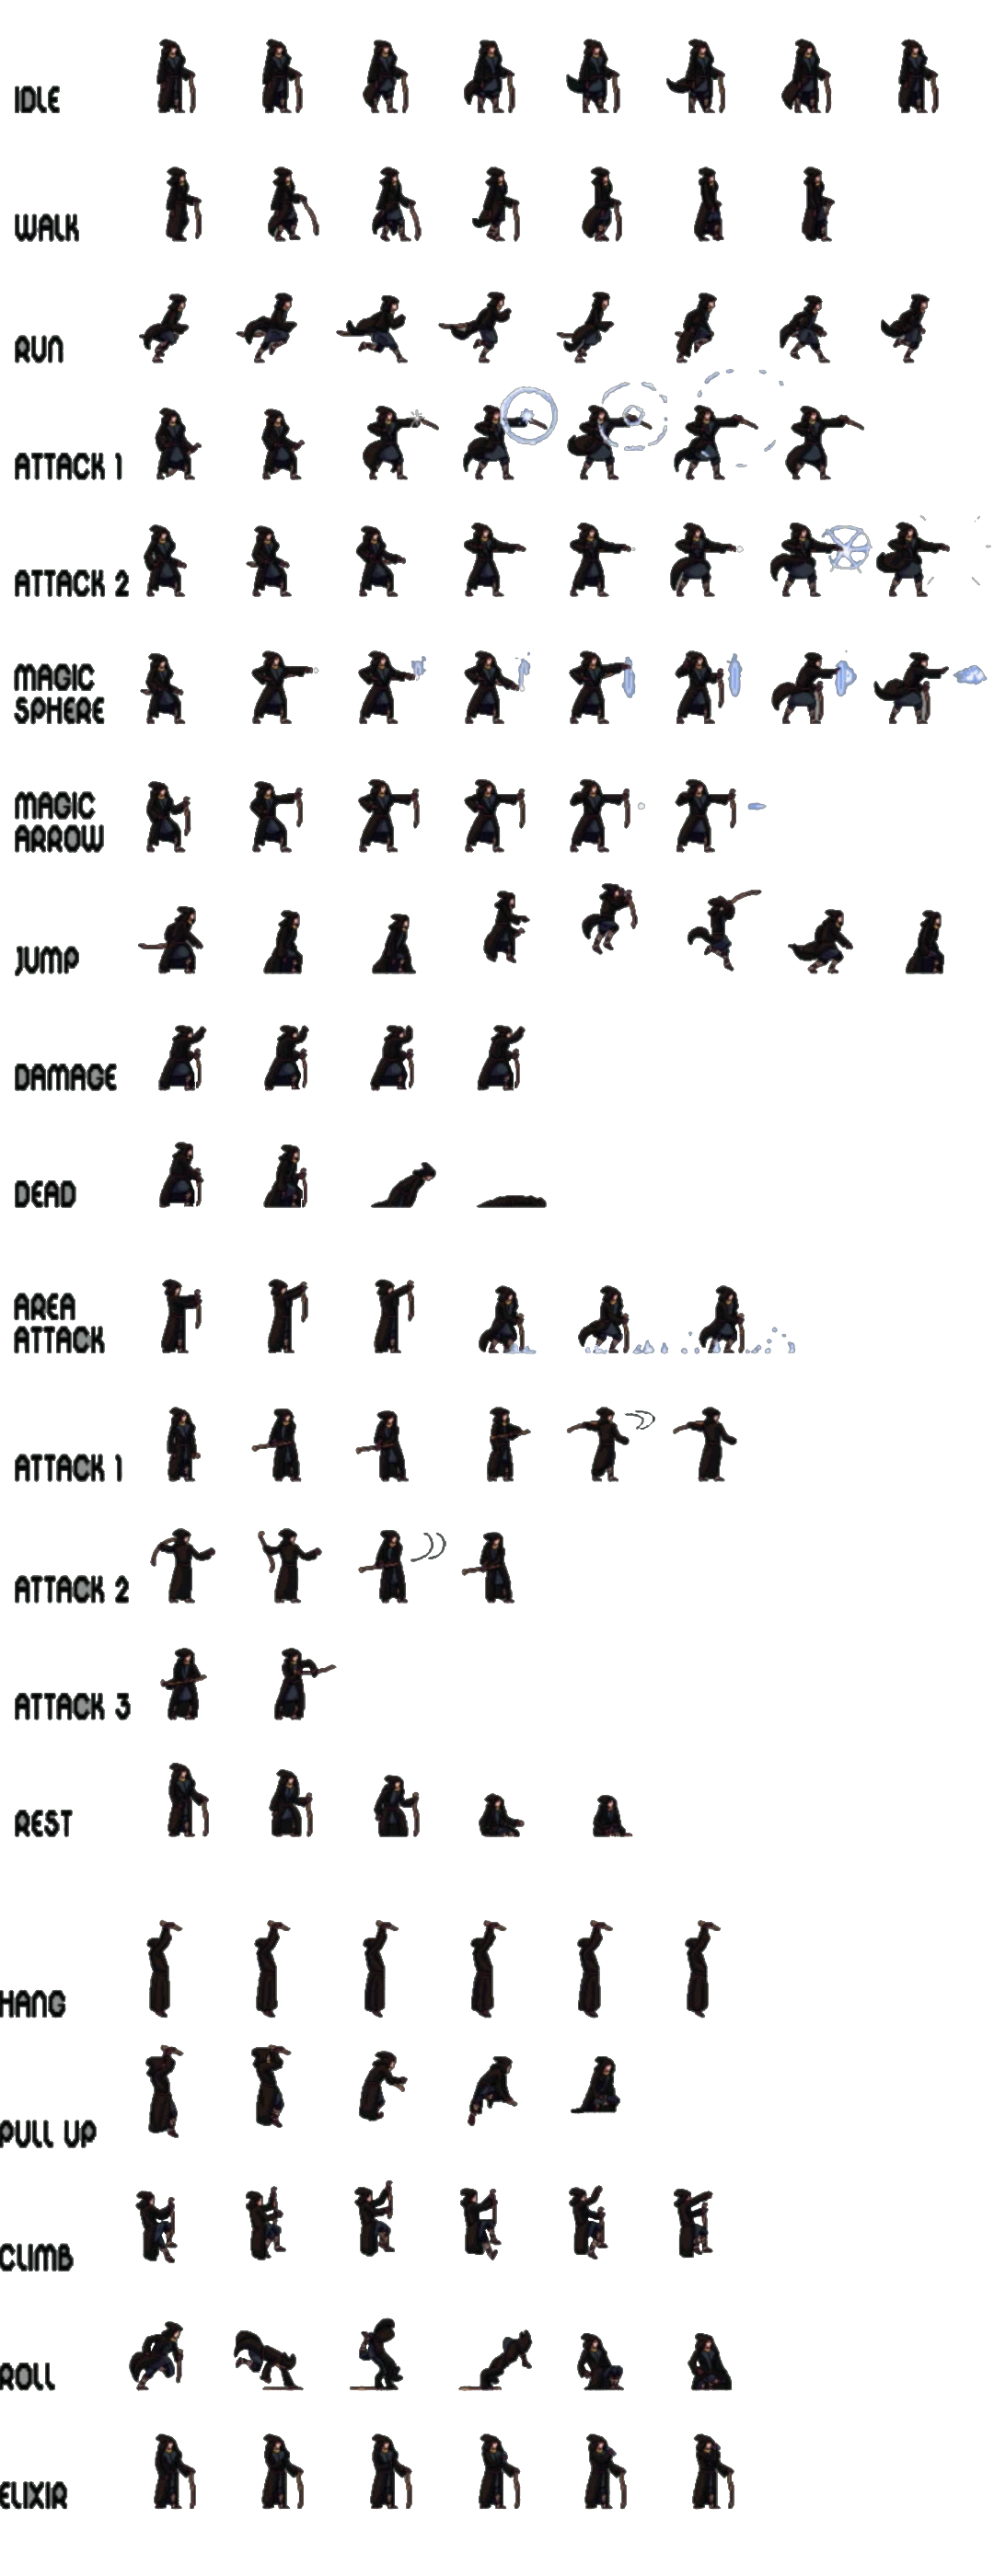 IDLE
WALK
RUN
ATTACK 1
ATTACK 2
MAGIC
SPHERE
MAGIC
ARROW
JUMP
DAMAGE
DEAD
AREA
ATTACK
ATTACK 1
ATTACK 2
ATTACK 3
REST
HANG
PULL UP
CLIMB
ROLL
ELIXIR